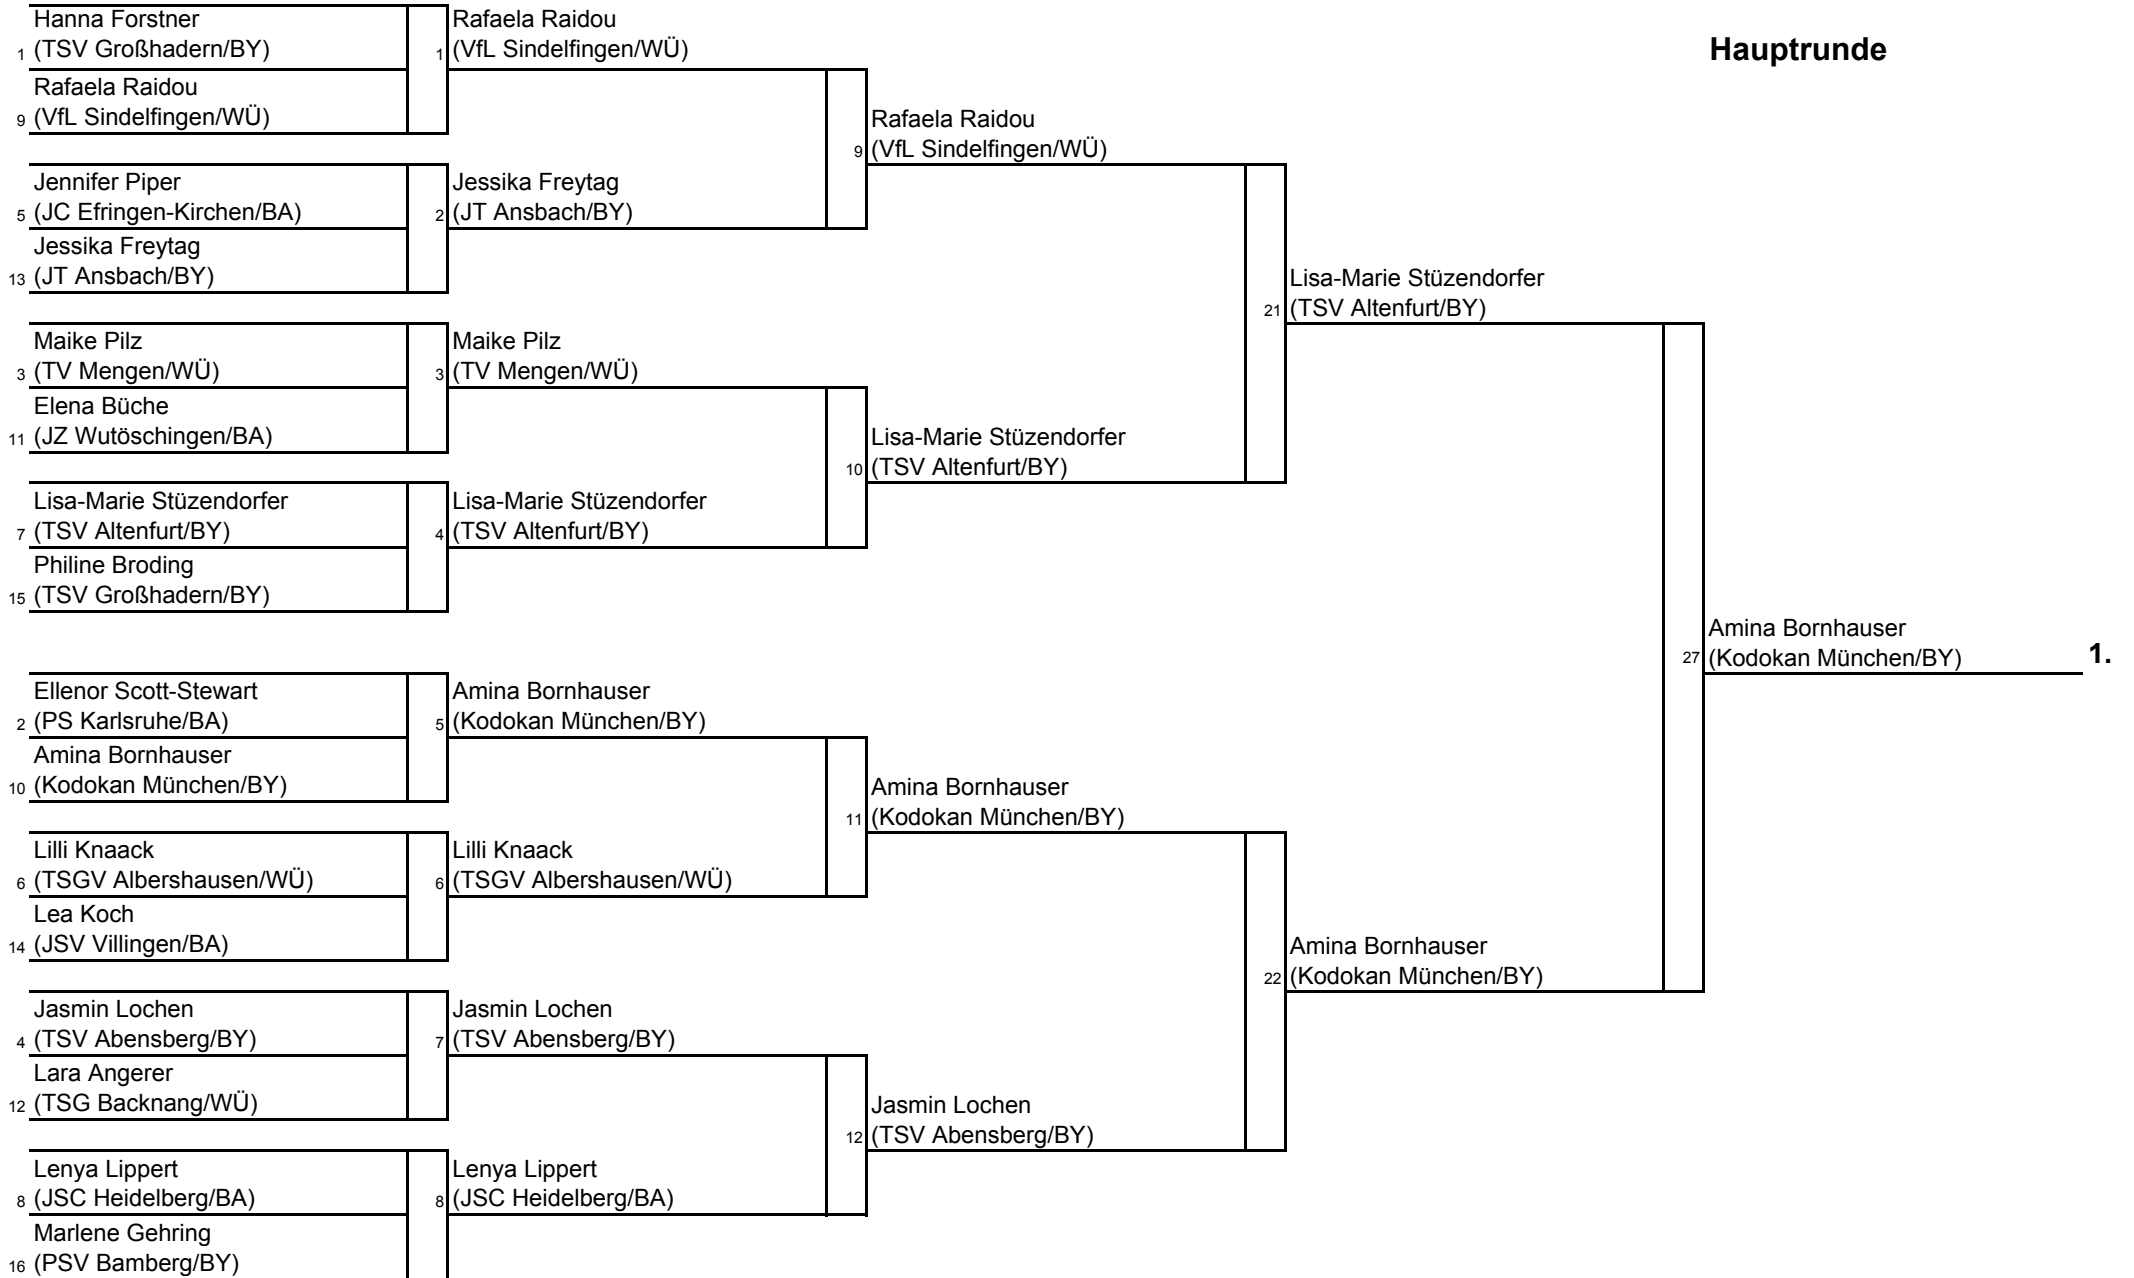 Hauptrunde
Hanna Forstner
1 (TSV Großhadern/BY)
Rafaela Raidou
9 (VfL Sindelfingen/WÜ)
Jennifer Piper
5 (JC Efringen-Kirchen/BA)
Jessika Freytag
13 (JT Ansbach/BY)
Maike Pilz
3 (TV Mengen/WÜ)
Elena Büche
11 (JZ Wutöschingen/BA)
Lisa-Marie Stüzendorfer
7 (TSV Altenfurt/BY)
Philine Broding
15 (TSV Großhadern/BY)
Ellenor Scott-Stewart
2 (PS Karlsruhe/BA)
Amina Bornhauser
10 (Kodokan München/BY)
Lilli Knaack
6 (TSGV Albershausen/WÜ)
Lea Koch
14 (JSV Villingen/BA)
Jasmin Lochen
4 (TSV Abensberg/BY)
Lara Angerer
12 (TSG Backnang/WÜ)
Lenya Lippert
8 (JSC Heidelberg/BA)
Marlene Gehring
16 (PSV Bamberg/BY)
Rafaela Raidou
1 (VfL Sindelfingen/WÜ)
Jessika Freytag
2 (JT Ansbach/BY)
Maike Pilz
3 (TV Mengen/WÜ)
Lisa-Marie Stüzendorfer
4 (TSV Altenfurt/BY)
Amina Bornhauser
5 (Kodokan München/BY)
Lilli Knaack
6 (TSGV Albershausen/WÜ)
Jasmin Lochen
7 (TSV Abensberg/BY)
Lenya Lippert
8 (JSC Heidelberg/BA)
Rafaela Raidou
9 (VfL Sindelfingen/WÜ)
Lisa-Marie Stüzendorfer
10 (TSV Altenfurt/BY)
Amina Bornhauser
11 (Kodokan München/BY)
Jasmin Lochen
12 (TSV Abensberg/BY)
Lisa-Marie Stüzendorfer
21 (TSV Altenfurt/BY)
Amina Bornhauser
22 (Kodokan München/BY)
Amina Bornhauser
27 (Kodokan München/BY) 1.